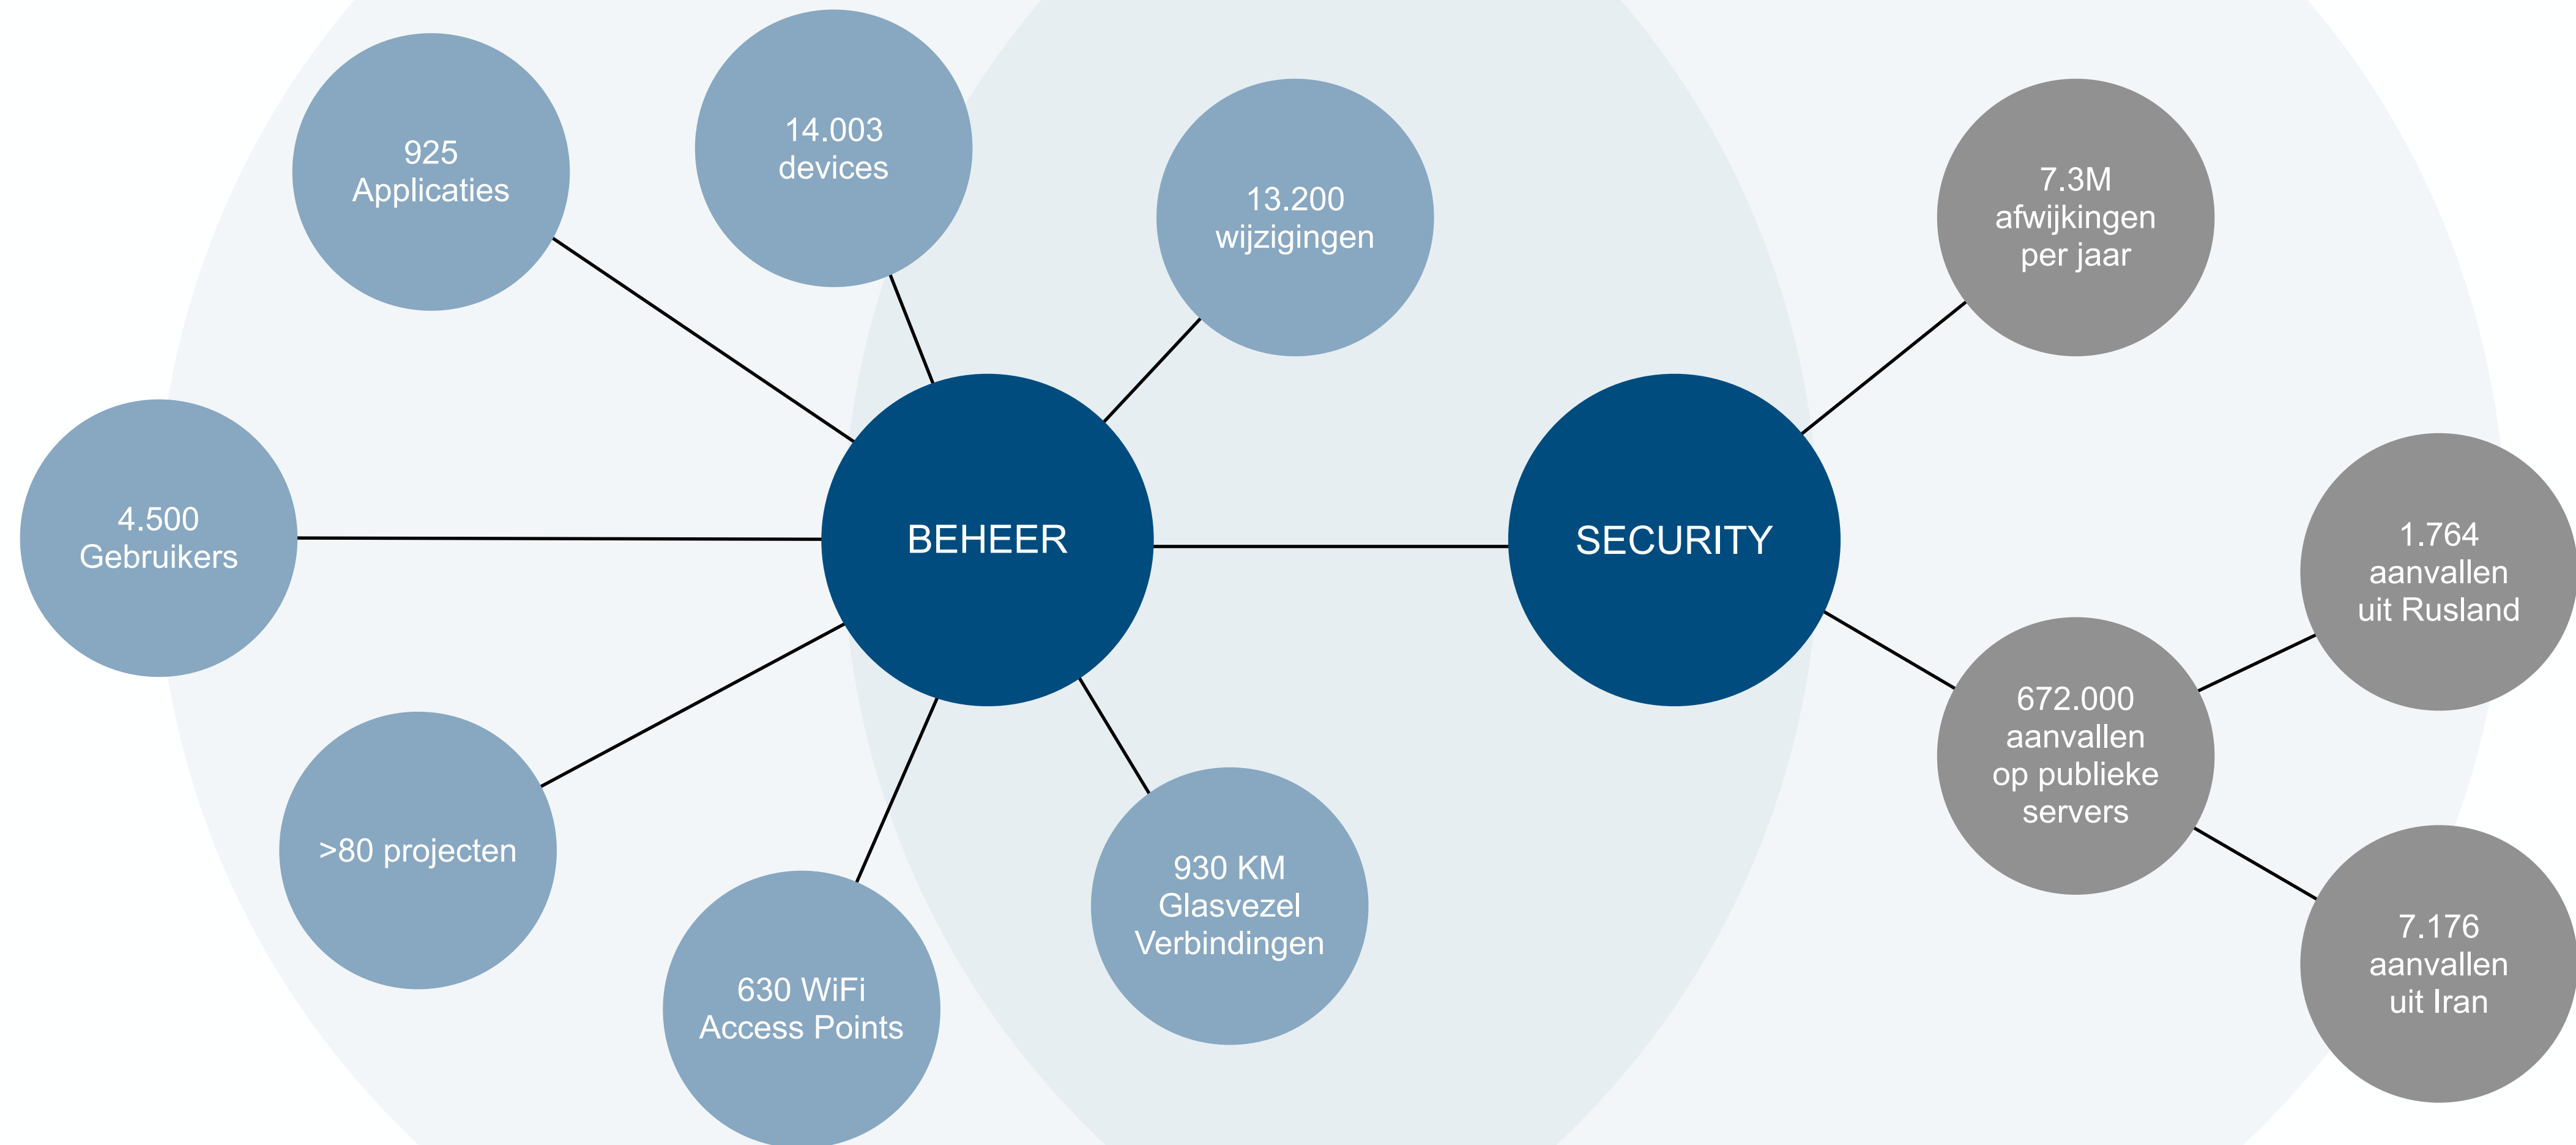 925
Applicaties
14.003
devices
13.200
wijzigingen
7.3M
afwijkingen
per jaar
4.500
Gebruikers
BEHEER
SECURITY
1.764
aanvallen
uit Rusland
672.000
aanvallen
op publieke
servers
>80 projecten
930 KM
Glasvezel
Verbindingen
630 WiFi
Access Points
7.176
aanvallen
uit Iran